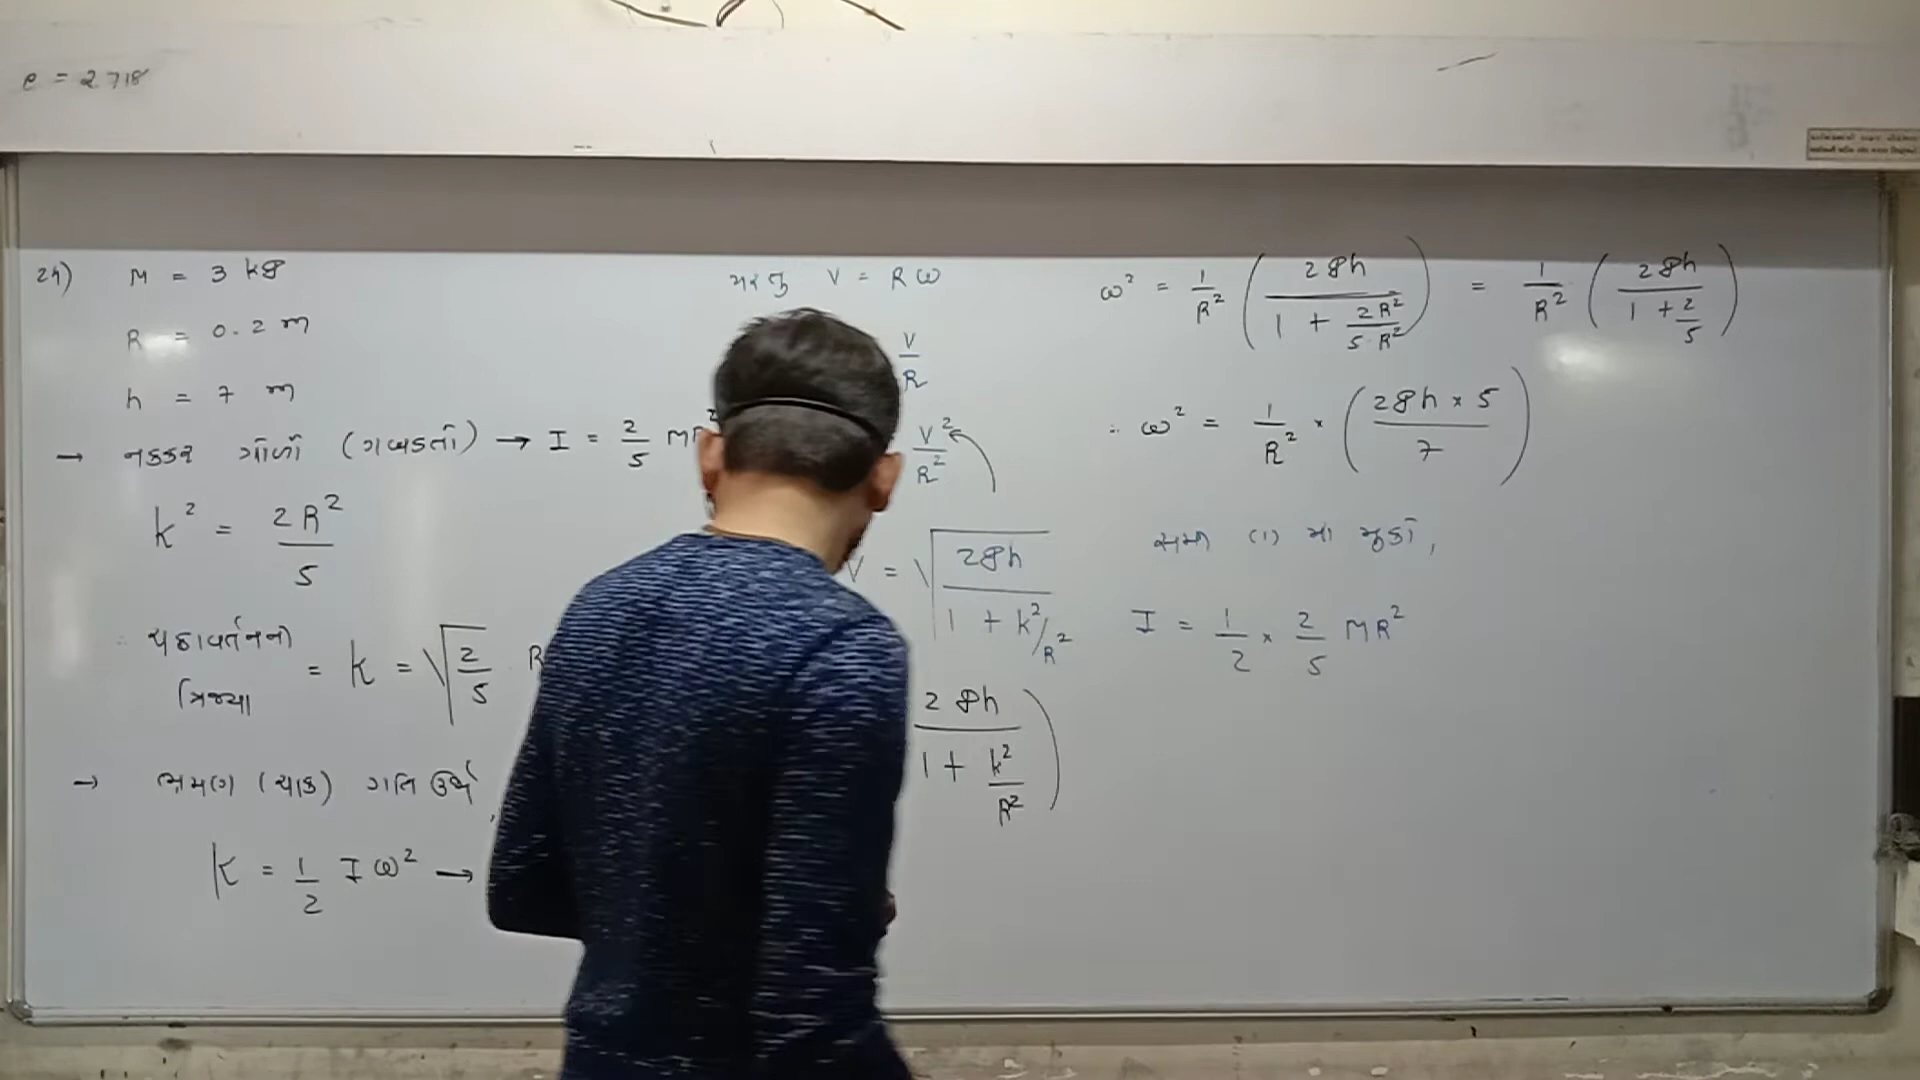 e = 2.718
24) M = 3 kg
R = 0.2 m
h = 7 m
→ નક્કર ગોળો (ગબડતો) → I = 2/5 MR²
k² = 2R²/5
∴ ચક્રાવર્તનની ત્રિજ્યા = k = √(2/5) R
→ ભ્રમણ (ચાક) ગતિ ઉર્જા,
K = 1/2 I ω² →
પરંતુ V = R ω
V/R
V²/R²
V = √(2gh / (1 + k²/R²))
2gh / (1 + k²/R²) )
ω² = 1/R² ( 2gh / (1 + 2R²/5R²) ) = 1/R² ( 2gh / (1 + 2/5) )
∴ ω² = 1/R² × ( 2gh × 5 / 7 )
સમી (1) માં મૂકતાં,
I = 1/2 × 2/5 MR²